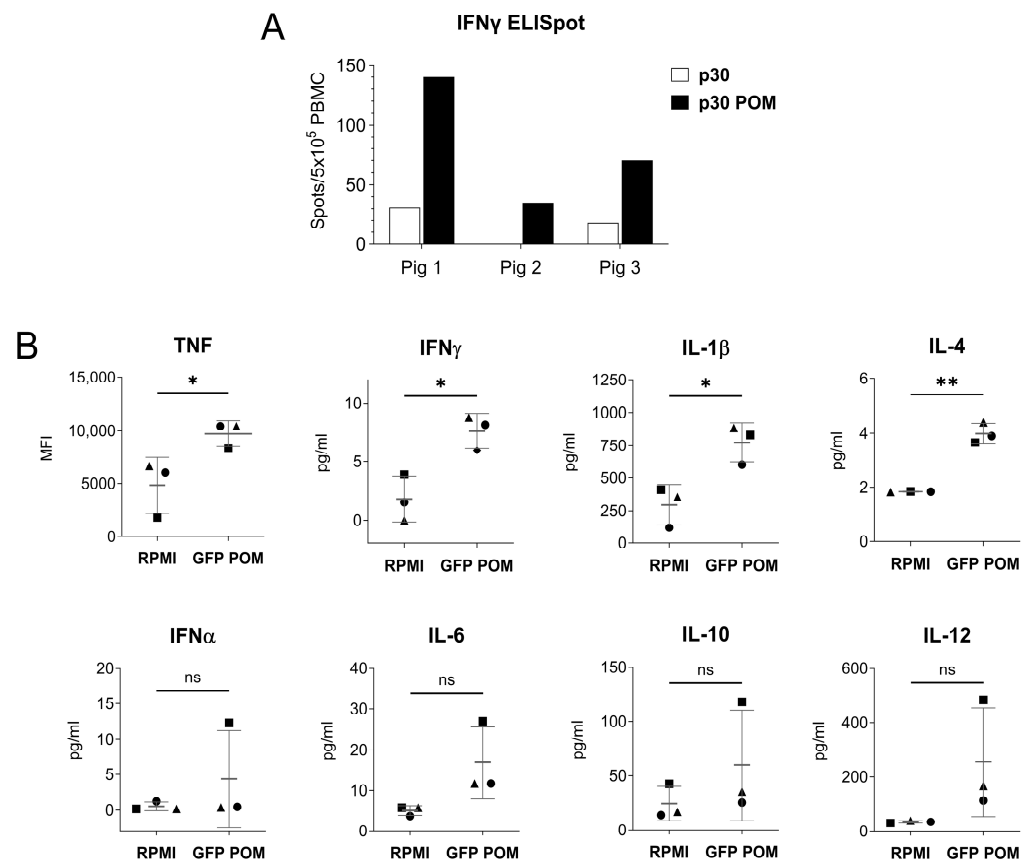 A
IFNγ ELISpot
Spots/5x10⁵ PBMC
150
100
50
0
Pig 1 Pig 2 Pig 3
p30
p30 POM
B
TNF
MFI
15,000
10,000
5000
0
*
RPMI GFP POM
IFNγ
pg/ml
10
5
0
*
RPMI GFP POM
IL-1β
pg/ml
1250
1000
750
500
250
0
*
RPMI GFP POM
IL-4
pg/ml
6
4
2
0
**
RPMI GFP POM
IFNα
pg/ml
20
15
10
5
0
ns
RPMI GFP POM
IL-6
pg/ml
40
30
20
10
0
ns
RPMI GFP POM
IL-10
pg/ml
150
100
50
0
ns
RPMI GFP POM
IL-12
pg/ml
600
400
200
0
ns
RPMI GFP POM